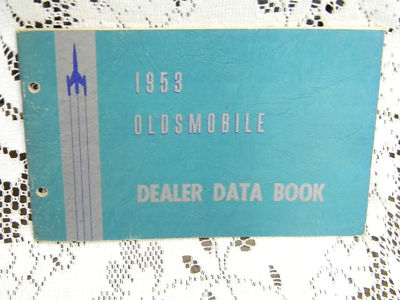 1953
OLDSMOBILE
DEALER DATA BOOK